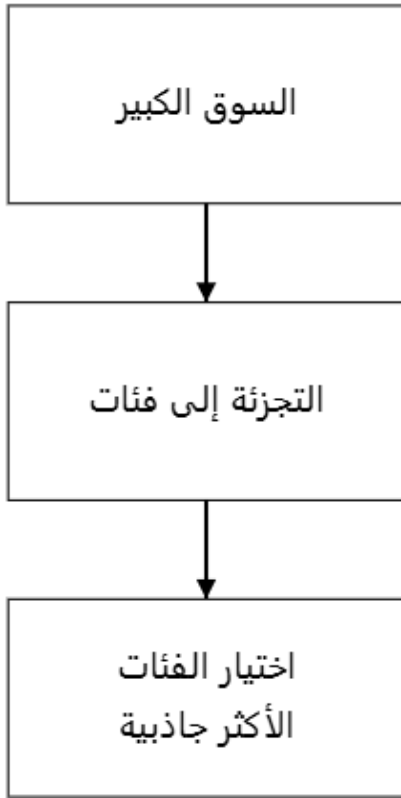 السوق الكبير
التجزئة إلى فئات
اختيار الفئات
الأكثر جاذبية